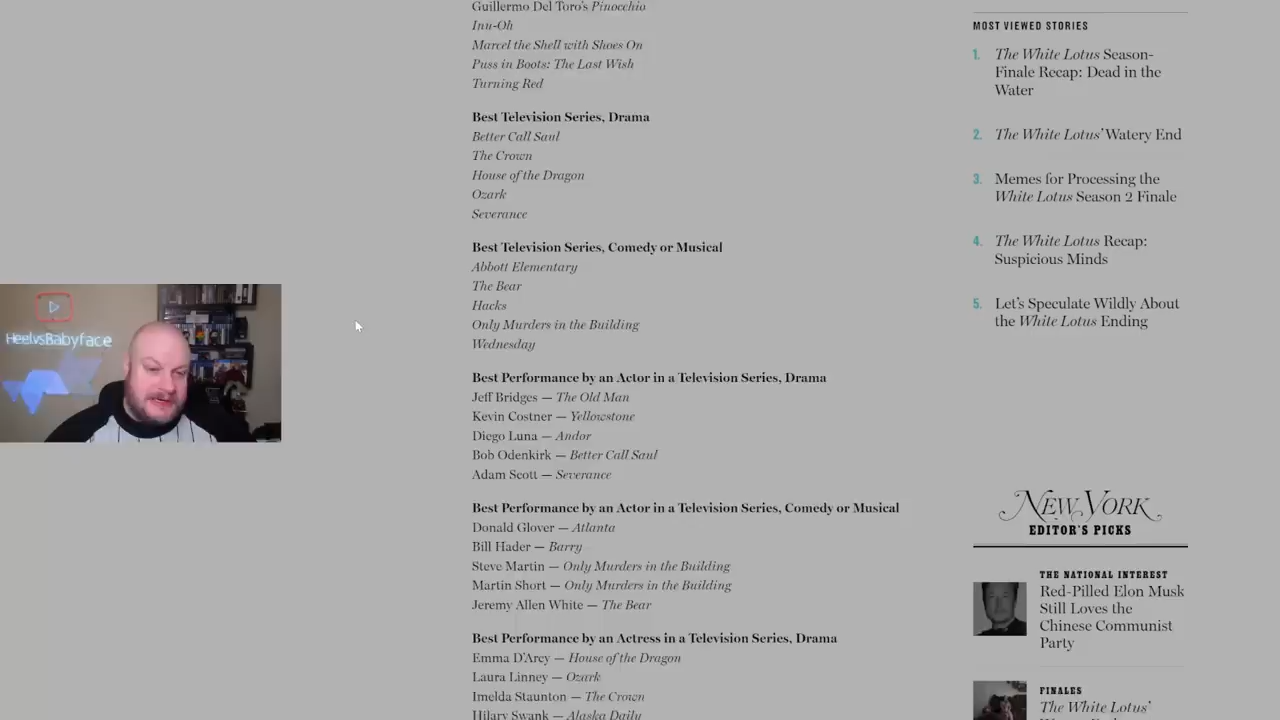 Guillermo Del Toro's Pinocchio
Inu-Oh
Marcel the Shell with Shoes On
Puss in Boots: The Last Wish
Turning Red
Best Television Series, Drama
Better Call Saul
The Crown
House of the Dragon
Ozark
Severance
Best Television Series, Comedy or Musical
Abbott Elementary
The Bear
Hacks
Only Murders in the Building
Wednesday
Best Performance by an Actor in a Television Series, Drama
Jeff Bridges — The Old Man
Kevin Costner — Yellowstone
Diego Luna — Andor
Bob Odenkirk — Better Call Saul
Adam Scott — Severance
Best Performance by an Actor in a Television Series, Comedy or Musical
Donald Glover — Atlanta
Bill Hader — Barry
Steve Martin — Only Murders in the Building
Martin Short — Only Murders in the Building
Jeremy Allen White — The Bear
Best Performance by an Actress in a Television Series, Drama
Emma D'Arcy — House of the Dragon
Laura Linney — Ozark
Imelda Staunton — The Crown
Hilary Swank — Alaska Daily
MOST VIEWED STORIES
1. The White Lotus Season-
Finale Recap: Dead in the
Water
2. The White Lotus' Watery End
3. Memes for Processing the
White Lotus Season 2 Finale
4. The White Lotus Recap:
Suspicious Minds
5. Let's Speculate Wildly About
the White Lotus Ending
NEW YORK
EDITOR'S PICKS
THE NATIONAL INTEREST
Red-Pilled Elon Musk
Still Loves the
Chinese Communist
Party
FINALES
The White Lotus'
HeelvsBabyface